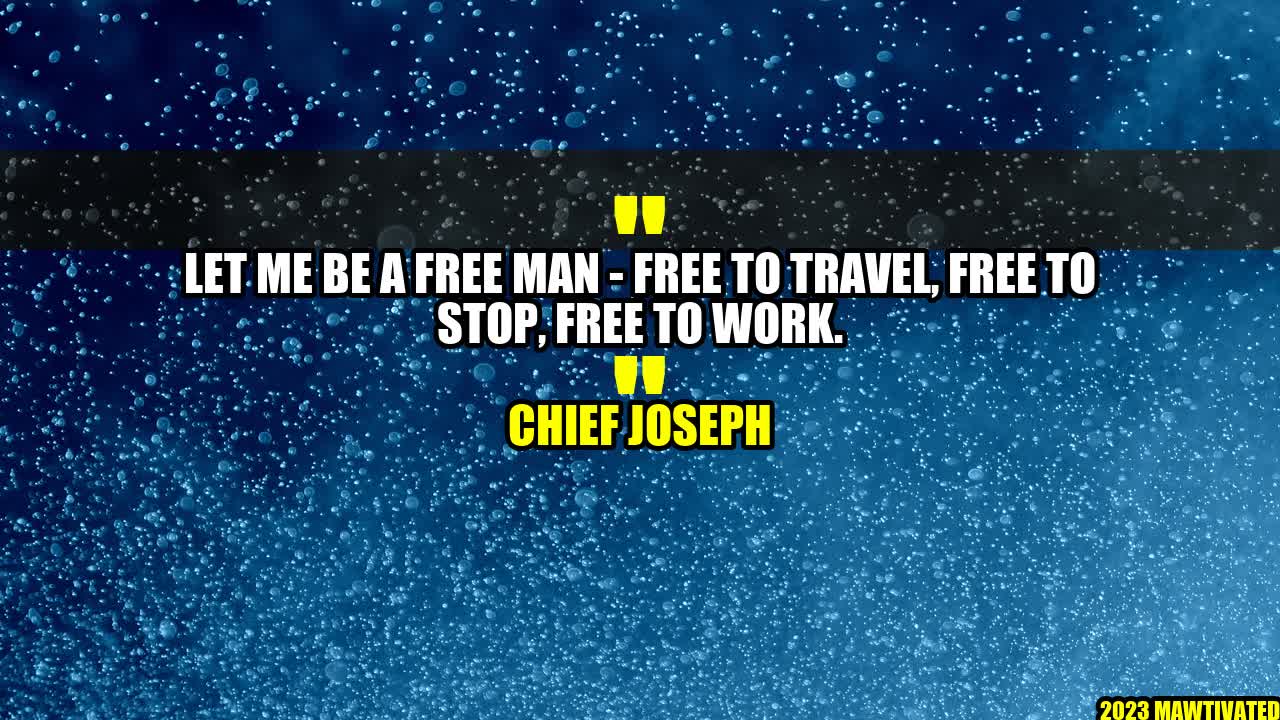 "
LET ME BE A FREE MAN - FREE TO TRAVEL, FREE TO
STOP, FREE TO WORK.
"
CHIEF JOSEPH
2023 MAWTIVATED